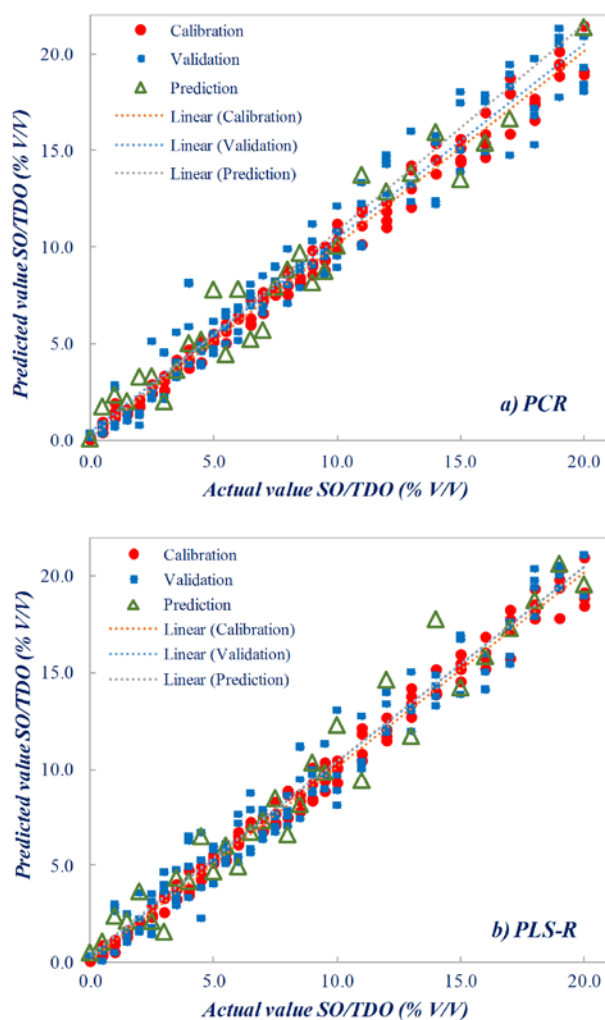 Calibration
Validation
Prediction
Linear (Calibration)
Linear (Validation)
Linear (Prediction)
20.0
15.0
10.0
5.0
0.0
Predicted value SO/TDO (% V/V)
a) PCR
0.0 5.0 10.0 15.0 20.0
Actual value SO/TDO (% V/V)
Calibration
Validation
Prediction
Linear (Calibration)
Linear (Validation)
Linear (Prediction)
20.0
15.0
10.0
5.0
0.0
Predicted value SO/TDO (% V/V)
b) PLS-R
0.0 5.0 10.0 15.0 20.0
Actual value SO/TDO (% V/V)